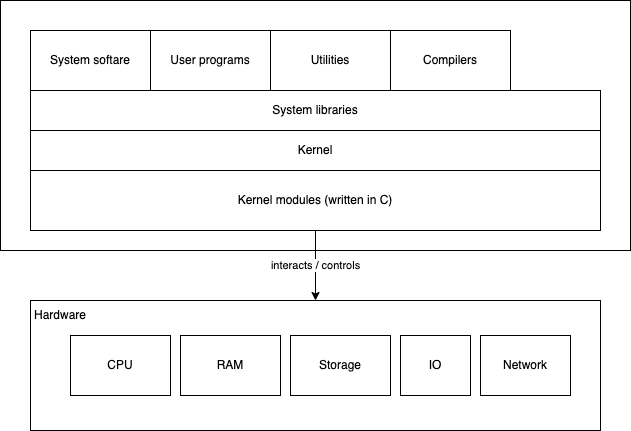 System softare
User programs
Utilities
Compilers
System libraries
Kernel
Kernel modules (written in C)
interacts / controls
Hardware
CPU
RAM
Storage
IO
Network